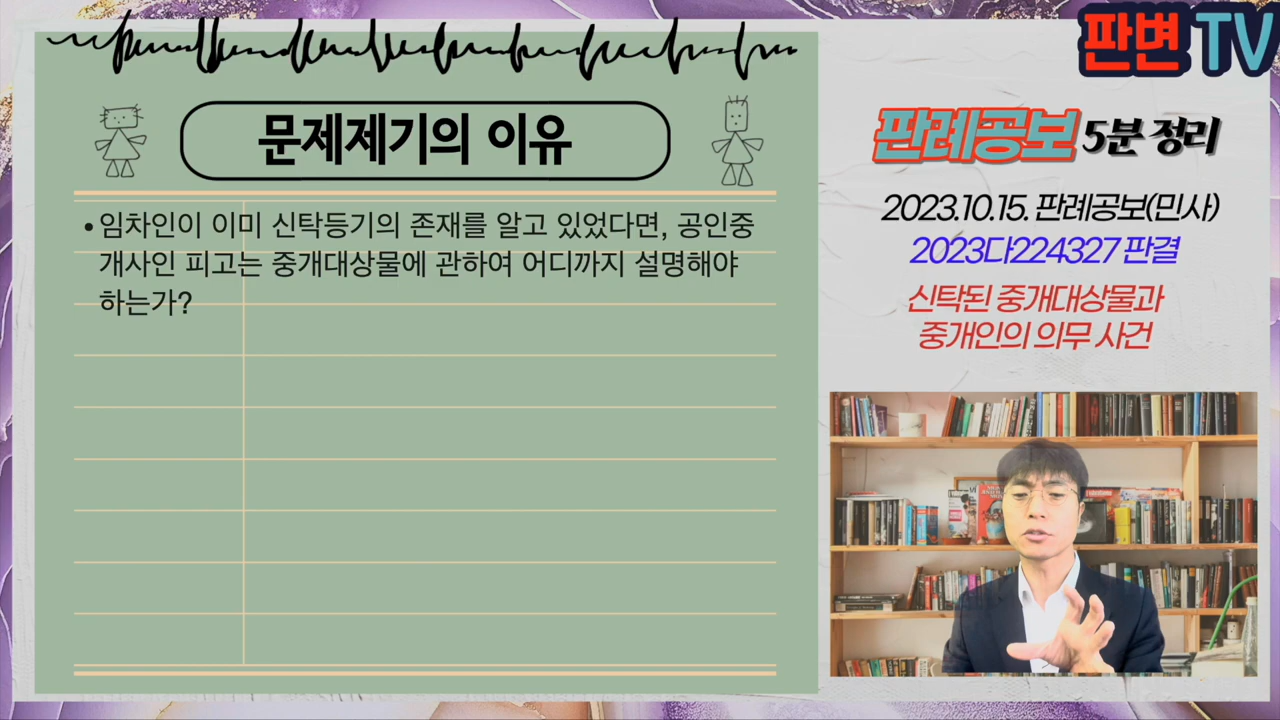 판변 TV
문제제기의 이유
• 임차인이 이미 신탁등기의 존재를 알고 있었다면, 공인중
개사인 피고는 중개대상물에 관하여 어디까지 설명해야
하는가?
판례공보 5분 정리
2023.10.15. 판례공보(민사)
2023다224327 판결
신탁된 중개대상물과
중개인의 의무 사건